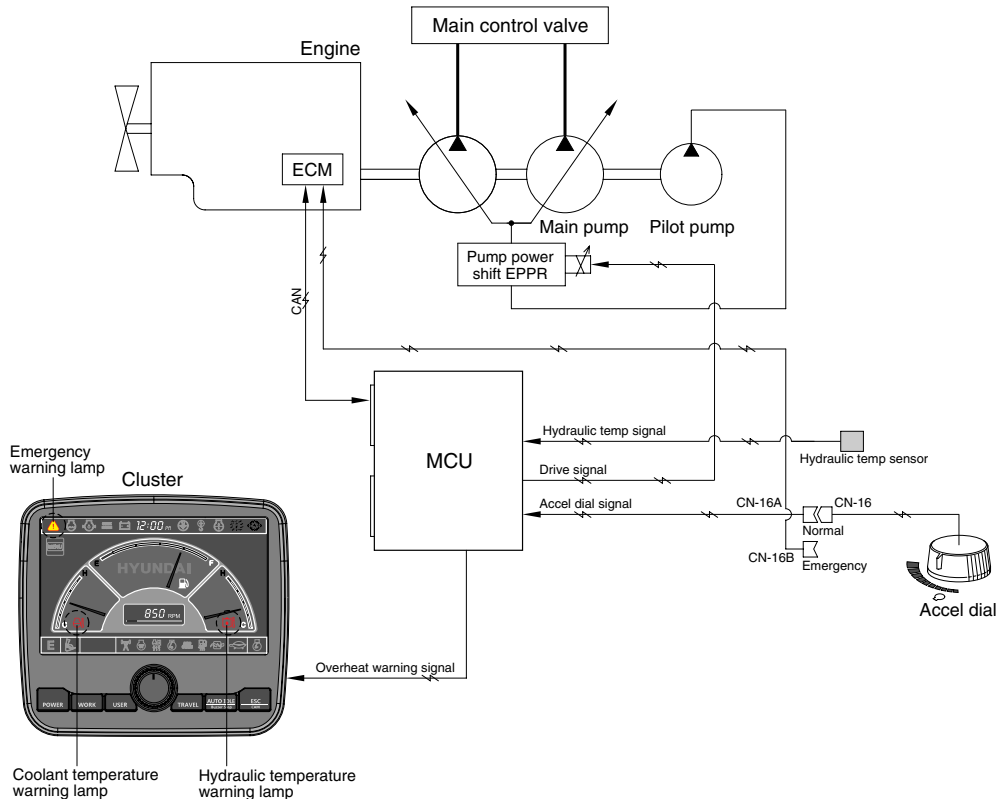 Main control valve
Engine
ECM
Main pump
Pilot pump
Pump power
shift EPPR
CAN
MCU
Hydraulic temp signal
Hydraulic temp sensor
Drive signal
Accel dial signal
CN-16A
CN-16
Normal
CN-16B
Emergency
Accel dial
Overheat warning signal
Emergency
warning lamp
Cluster
12:00
HYUNDAI
E
F
H
H
C
C
850 RPM
E
POWER
WORK
USER
TRAVEL
AUTO IDLE
ESC
Coolant temperature
warning lamp
Hydraulic temperature
warning lamp